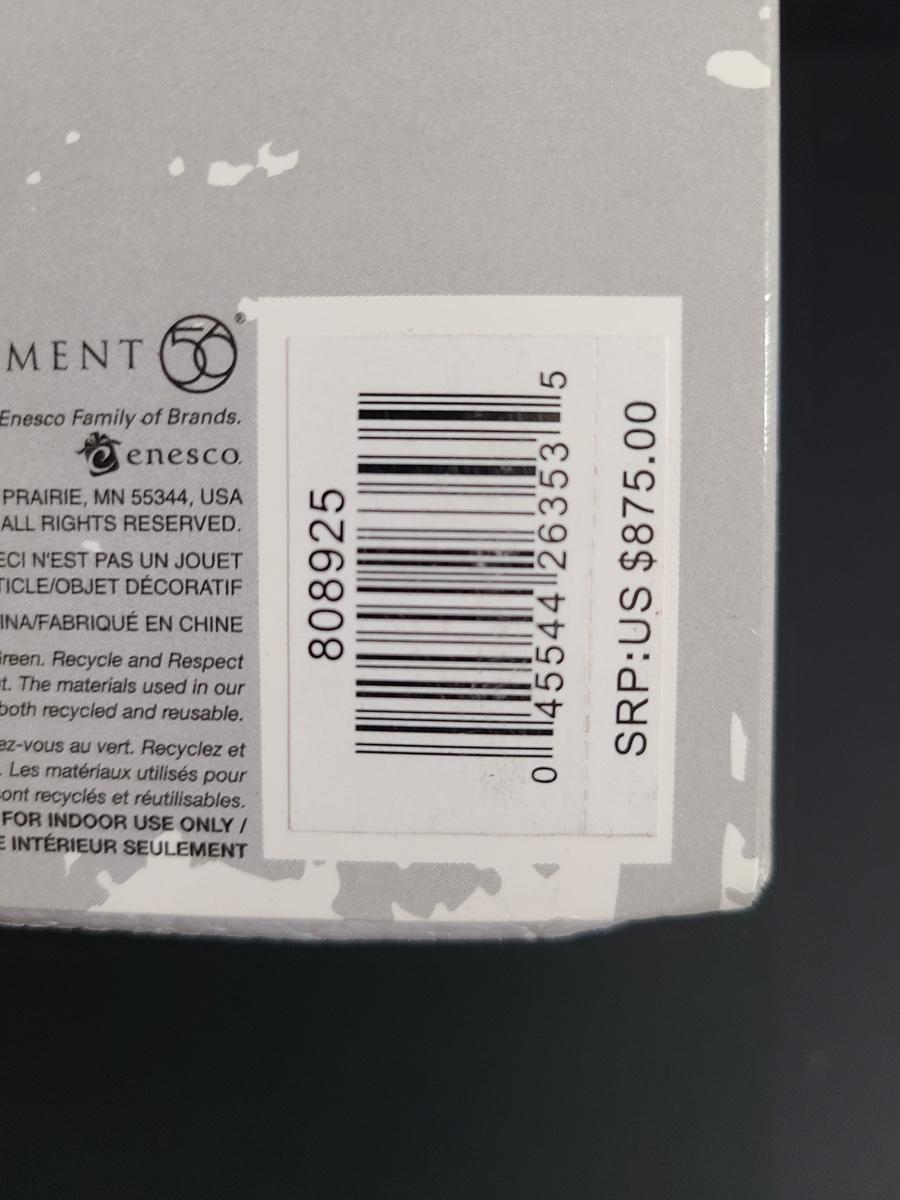 MENT 56®
Enesco Family of Brands.
enesco.
PRAIRIE, MN 55344, USA
ALL RIGHTS RESERVED.
ECI N'EST PAS UN JOUET
TICLE/OBJET DÉCORATIF
INA/FABRIQUÉ EN CHINE
reen. Recycle and Respect
t. The materials used in our
both recycled and reusable.
ez-vous au vert. Recyclez et
. Les matériaux utilisés pour
ont recyclés et réutilisables.
FOR INDOOR USE ONLY /
E INTÉRIEUR SEULEMENT
808925
0 45544 26353 5
SRP:US $875.00